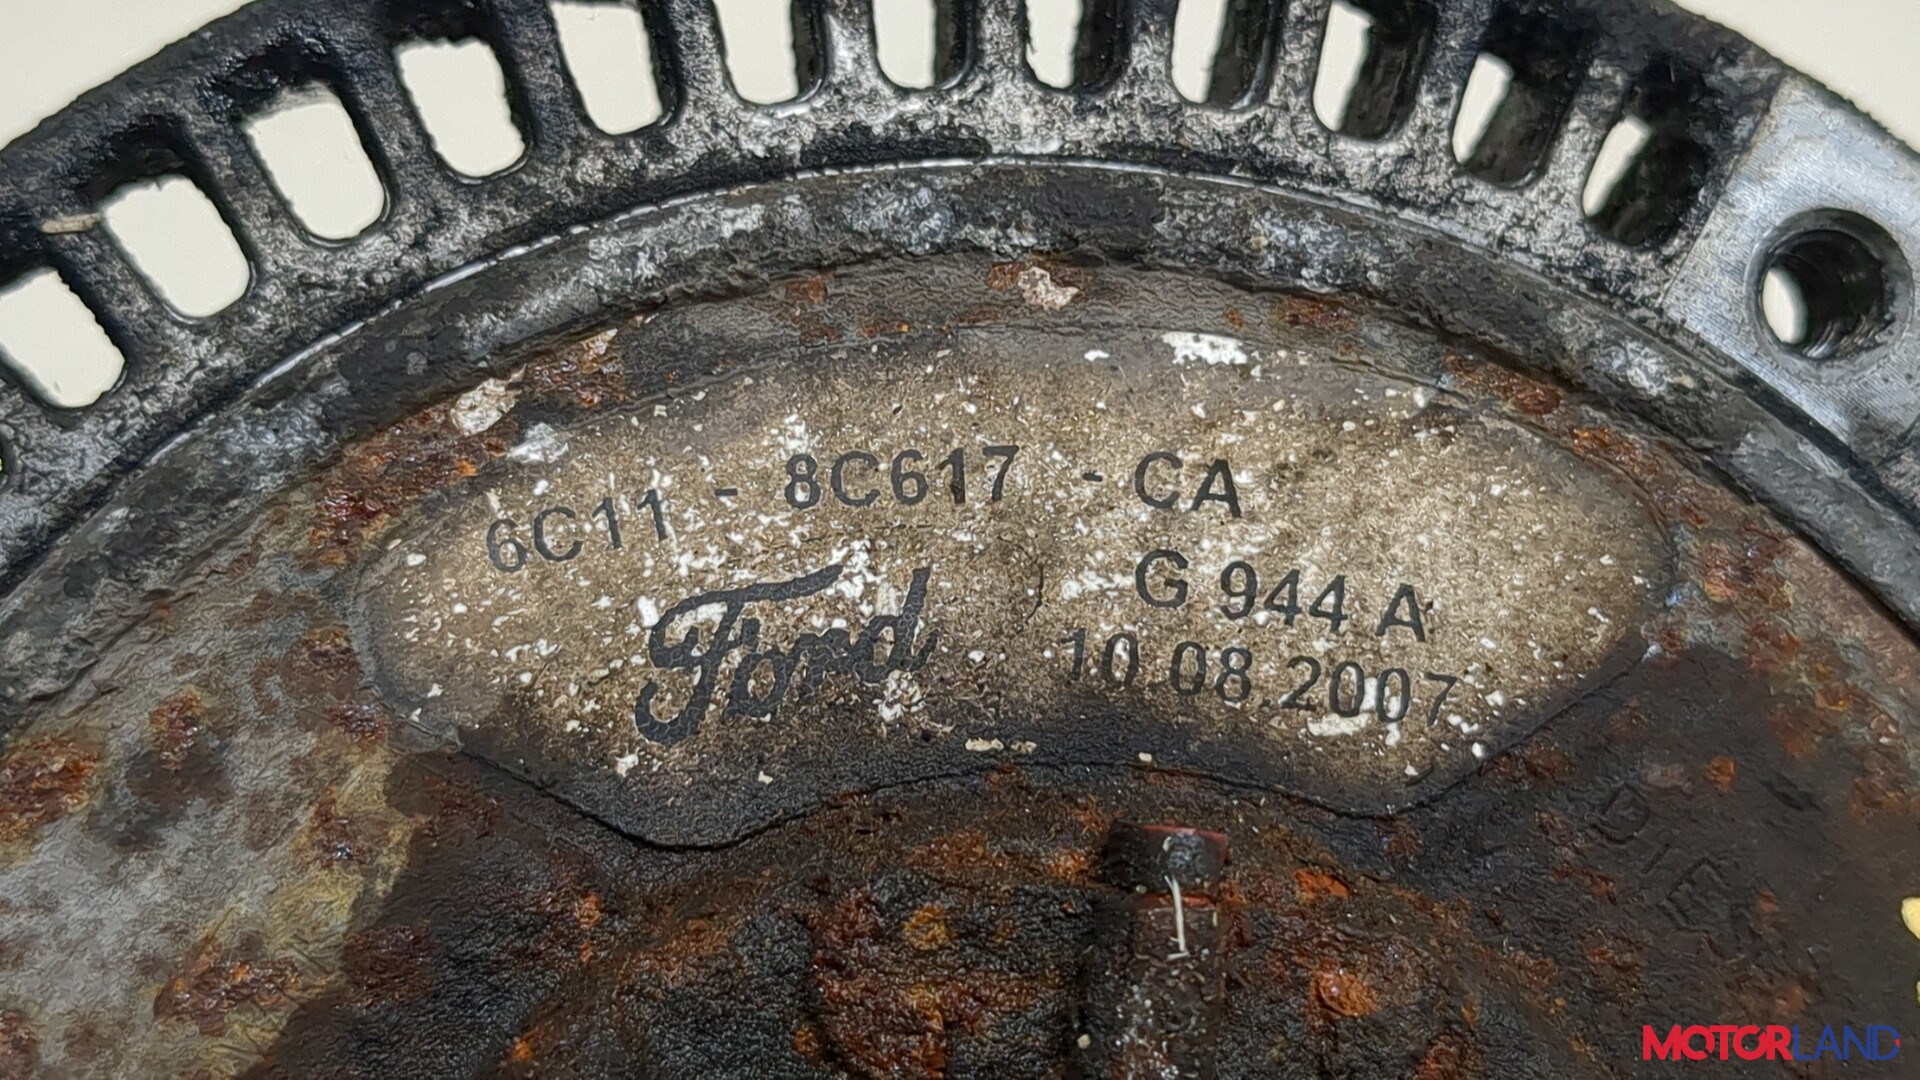 6C11 - 8C617 - CA
Ford
G 944 A
10.08.2007
MOTORLAND